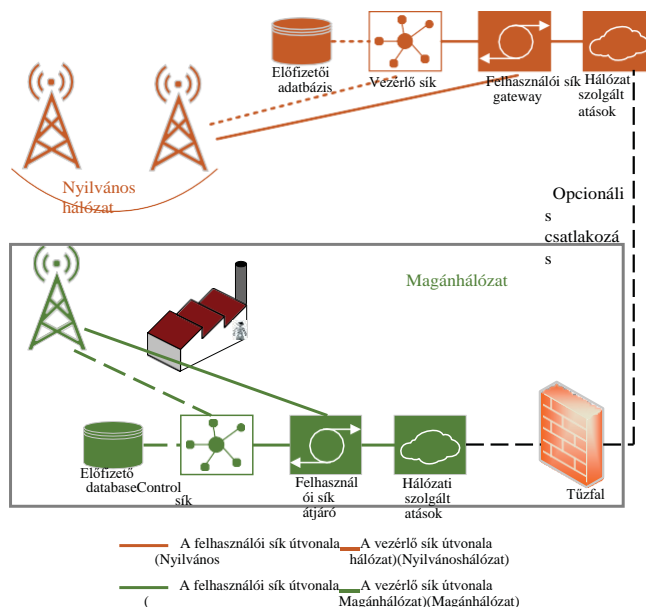 Előfizetői
adatbázis
Vezérlő sík
Felhasználói sík
gateway
Hálózat
szolgált
atások
Nyilvános
hálózat
Opcionáli
s
csatlakozá
s
Magánhálózat
Előfizető
databaseControl
sík
Felhasznál
ói sík
átjáró
Hálózati
szolgált
atások
Tűzfal
A felhasználói sík útvonala A vezérlő sík útvonala
(Nyilvános hálózat)(Nyilvánoshálózat)
A felhasználói sík útvonala A vezérlő sík útvonala
( Magánhálózat)(Magánhálózat)